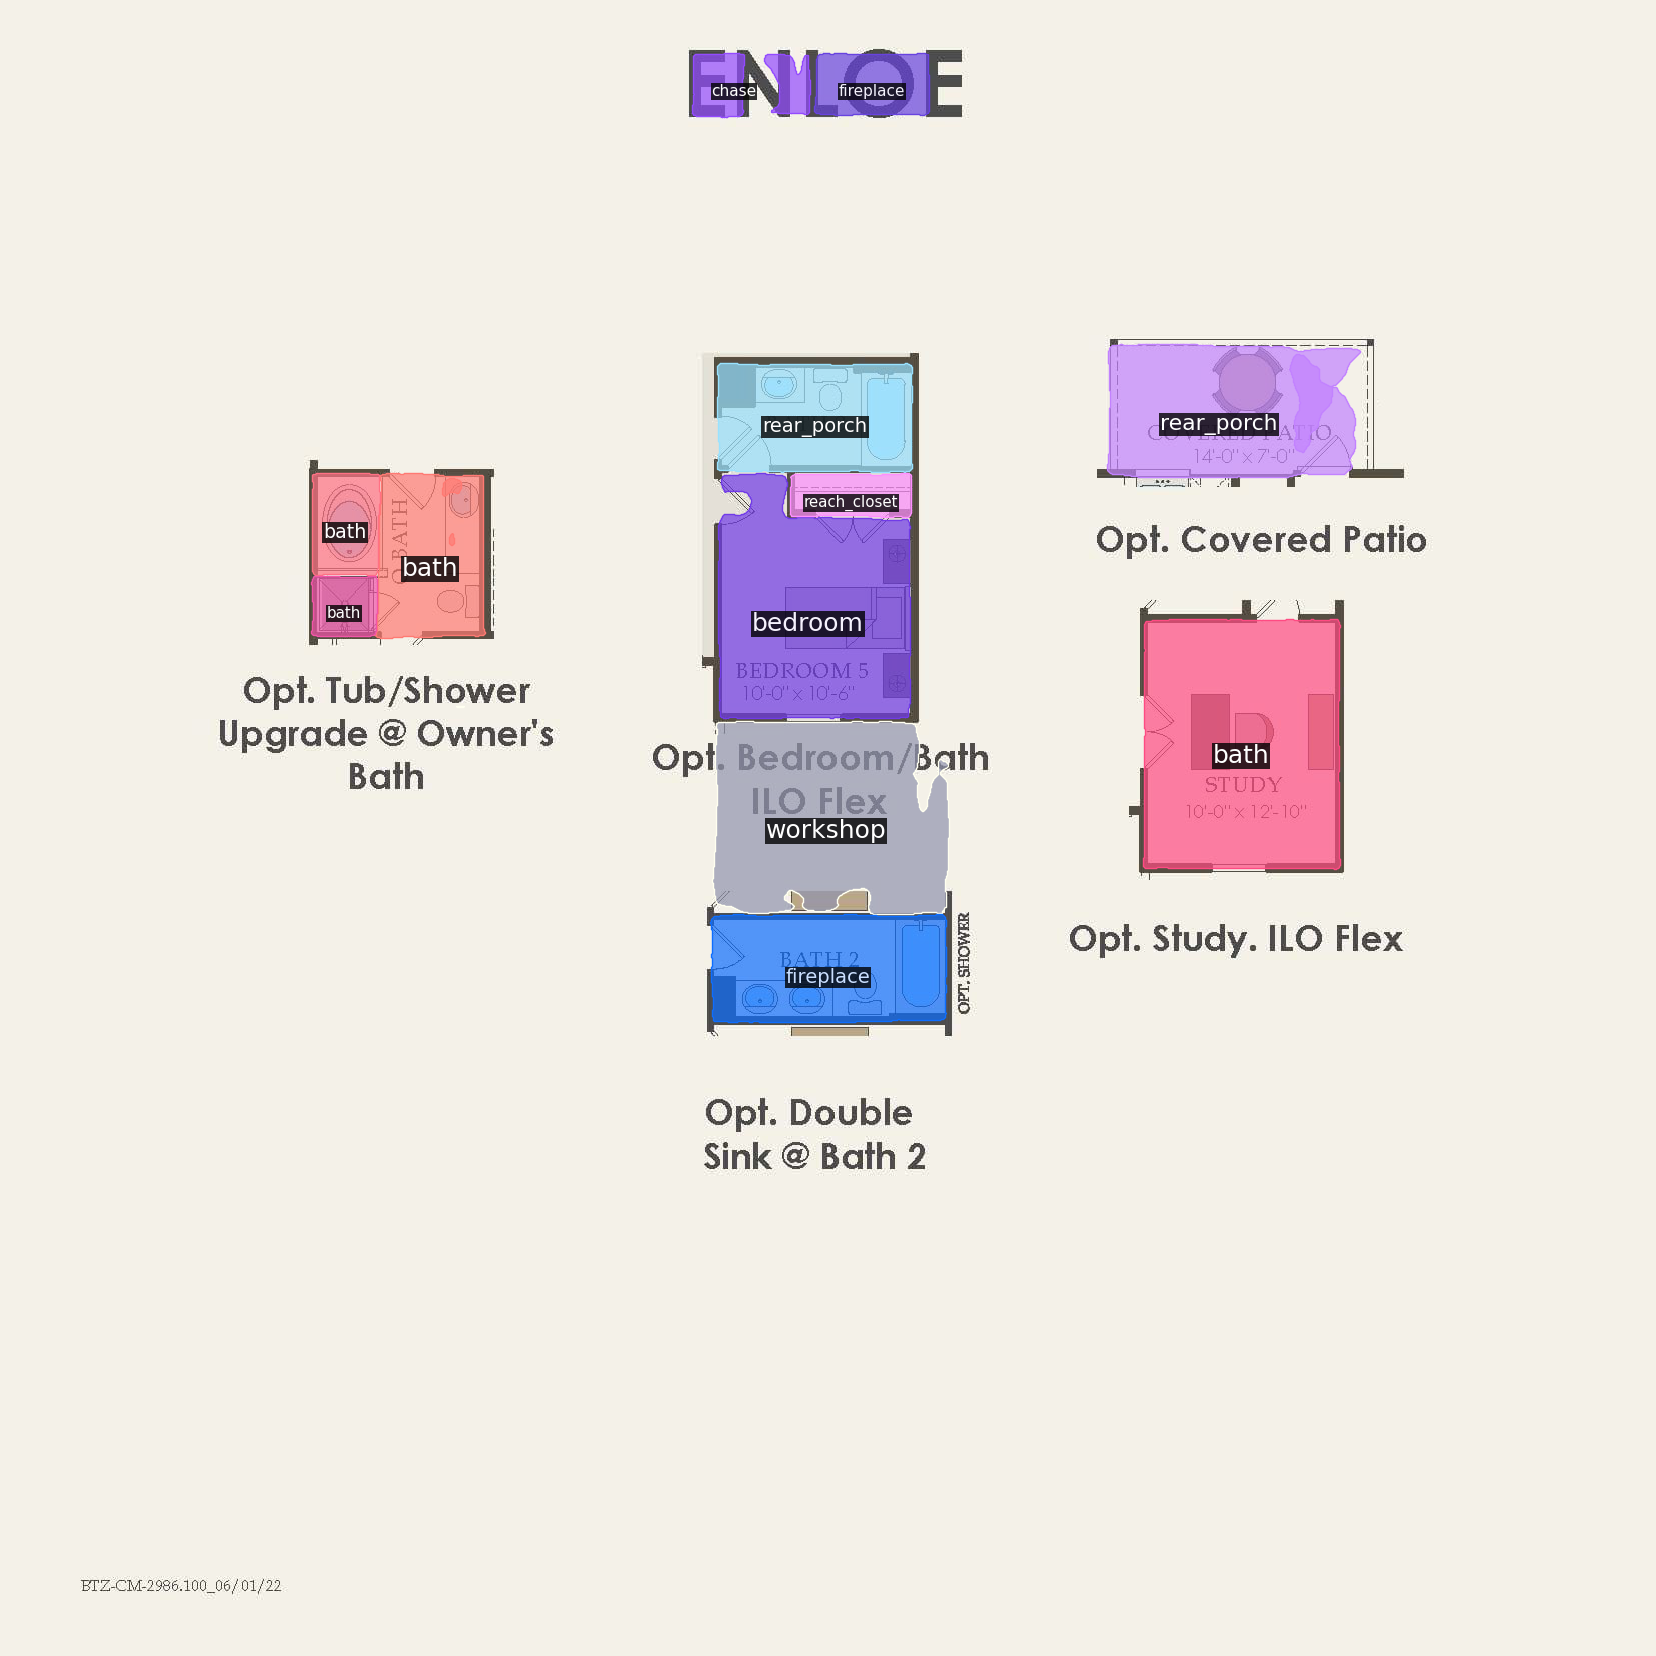 ENLOE
chase
fireplace
rear_porch
COVERED PATIO
14'-0" x 7'-0"
Opt. Covered Patio
rear_porch
reach_closet
bedroom
BEDROOM 5
10'-0" x 10'-6"
Opt. Bedroom/Bath
ILO Flex
workshop
bath
bath
bath
O. BATH
Opt. Tub/Shower
Upgrade @ Owner's
Bath
bath
STUDY
10'-0" x 12'-10"
Opt. Study. ILO Flex
BATH 2
fireplace
OPT. SHOWER
Opt. Double
Sink @ Bath 2
BTZ-CM-2986.100_06/01/22